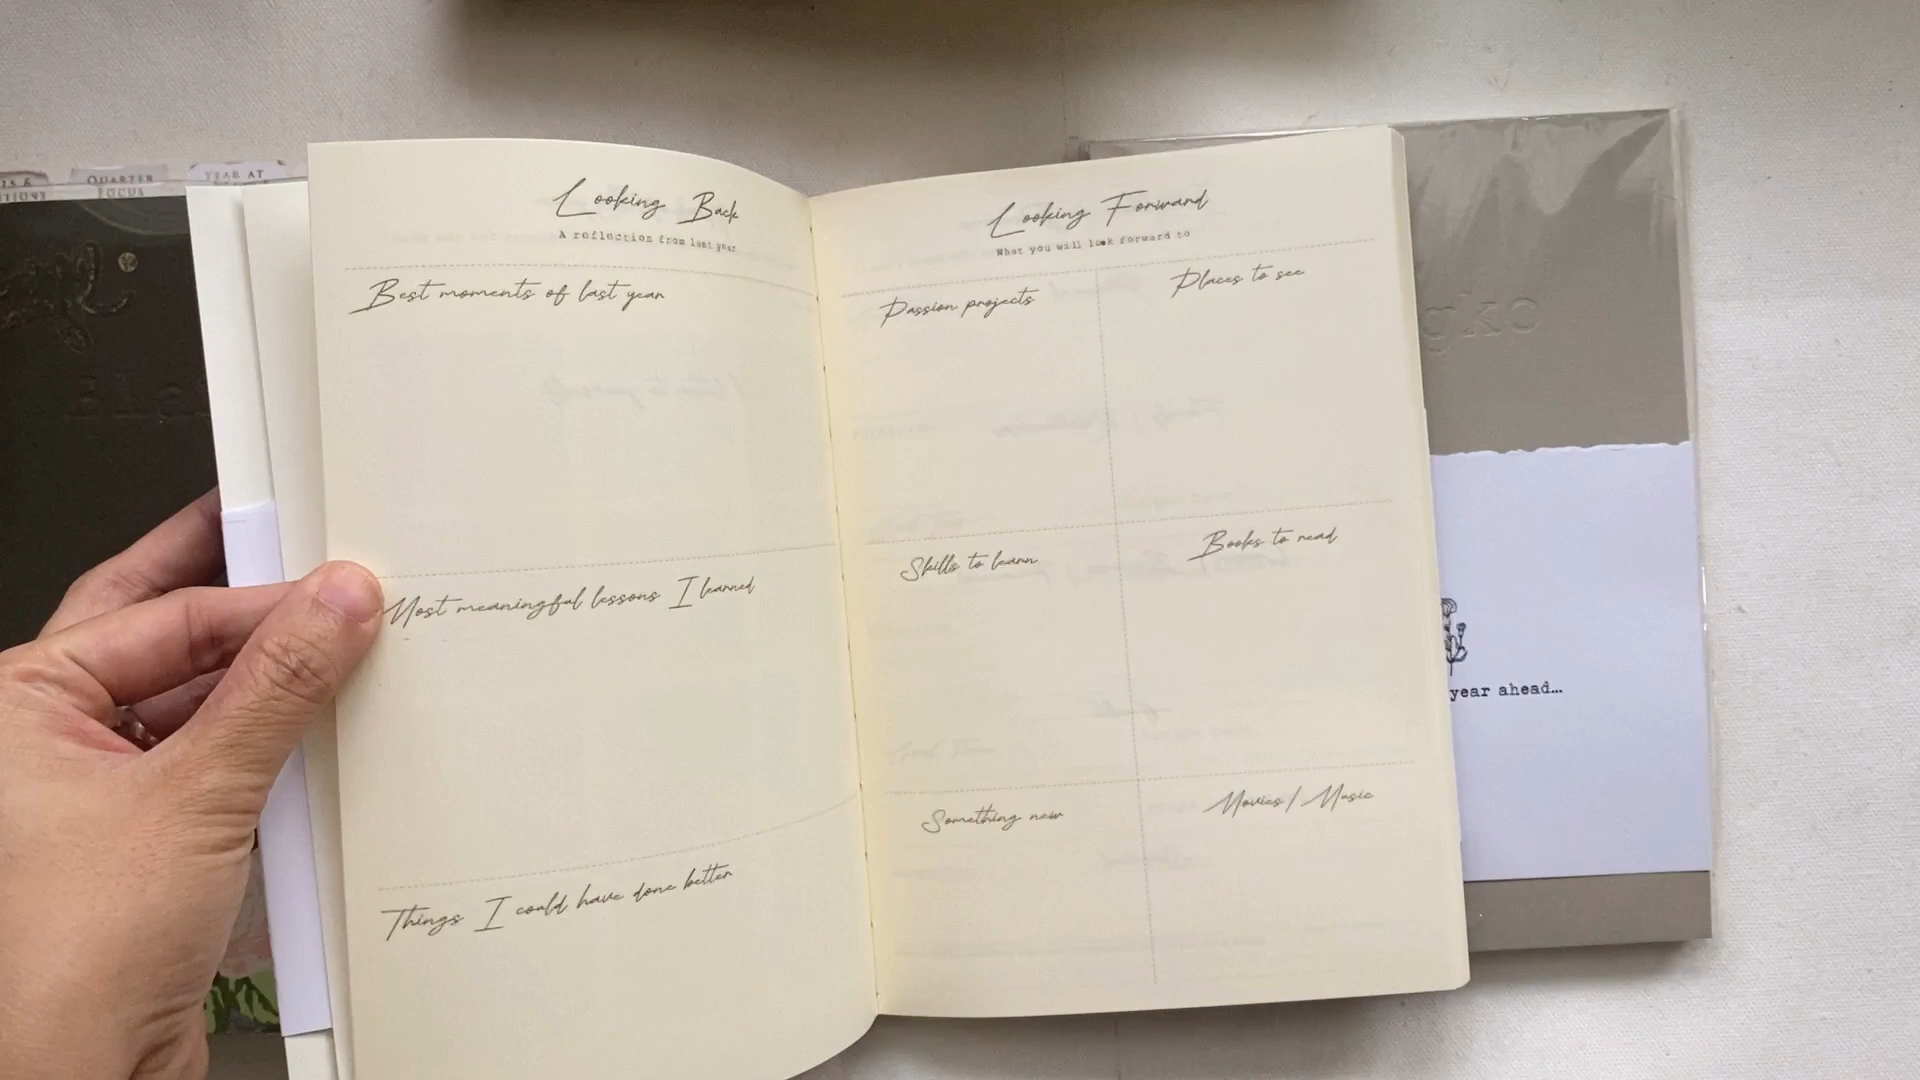 QUARTER
FOCUS
YEAR AT
Looking Back
A reflection from last year
Best moments of last year
Most meaningful lessons I learned
Things I could have done better
Looking Forward
What you will look forward to
Passion projects
Places to see
Skills to learn
Books to read
Something new
Movies / Music
year ahead...